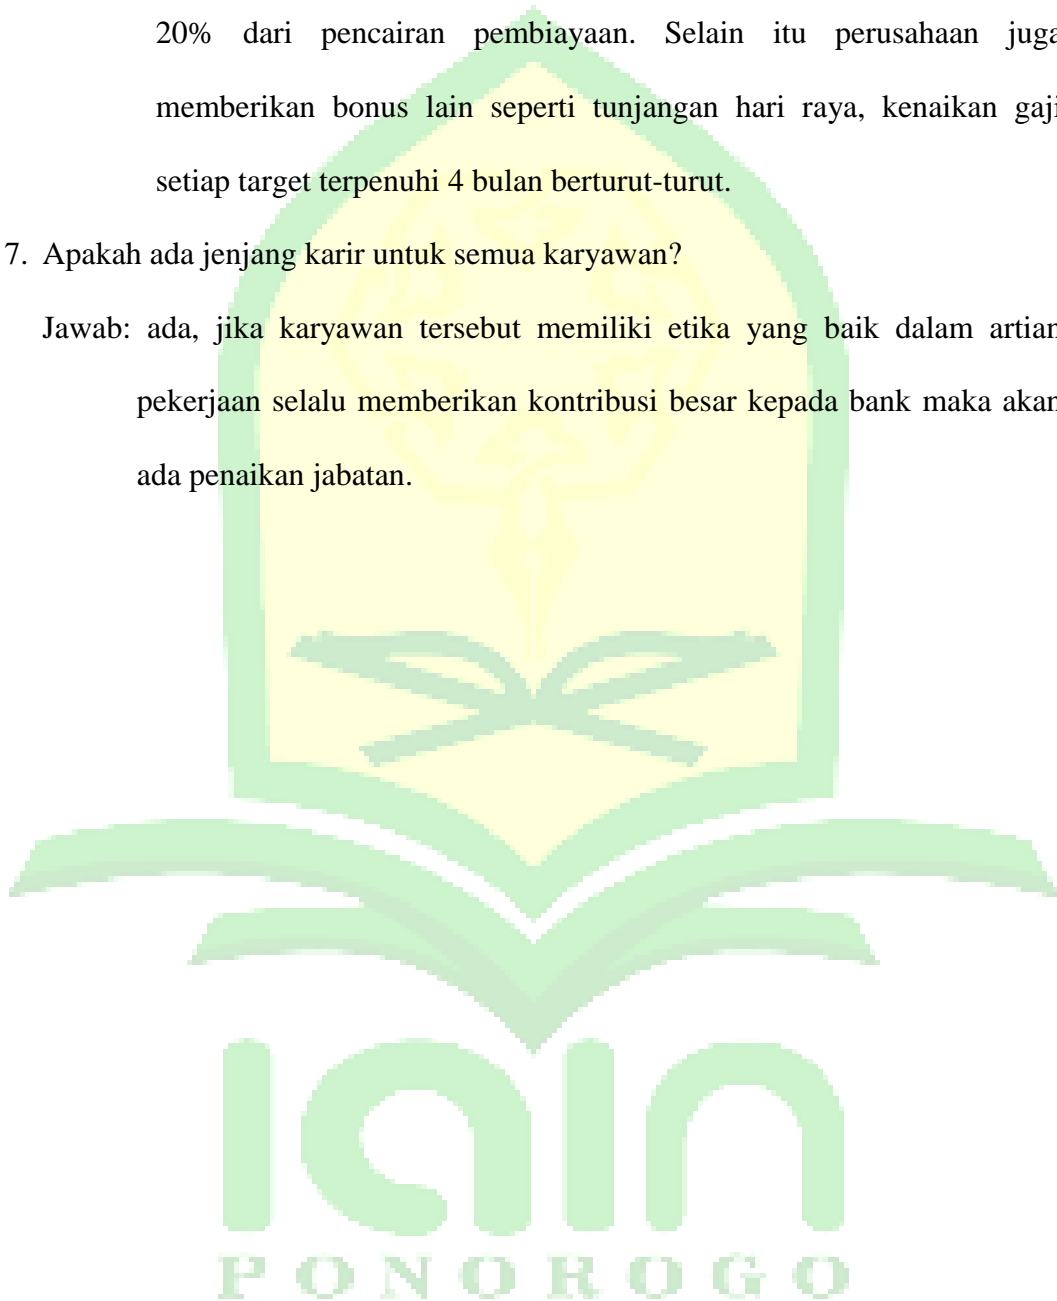 20% dari pencairan pembiayaan. Selain itu perusahaan juga
memberikan bonus lain seperti tunjangan hari raya, kenaikan gaji
setiap target terpenuhi 4 bulan berturut-turut.
7. Apakah ada jenjang karir untuk semua karyawan?
Jawab: ada, jika karyawan tersebut memiliki etika yang baik dalam artian
pekerjaan selalu memberikan kontribusi besar kepada bank maka akan
ada penaikan jabatan.
iain
PONOROGO